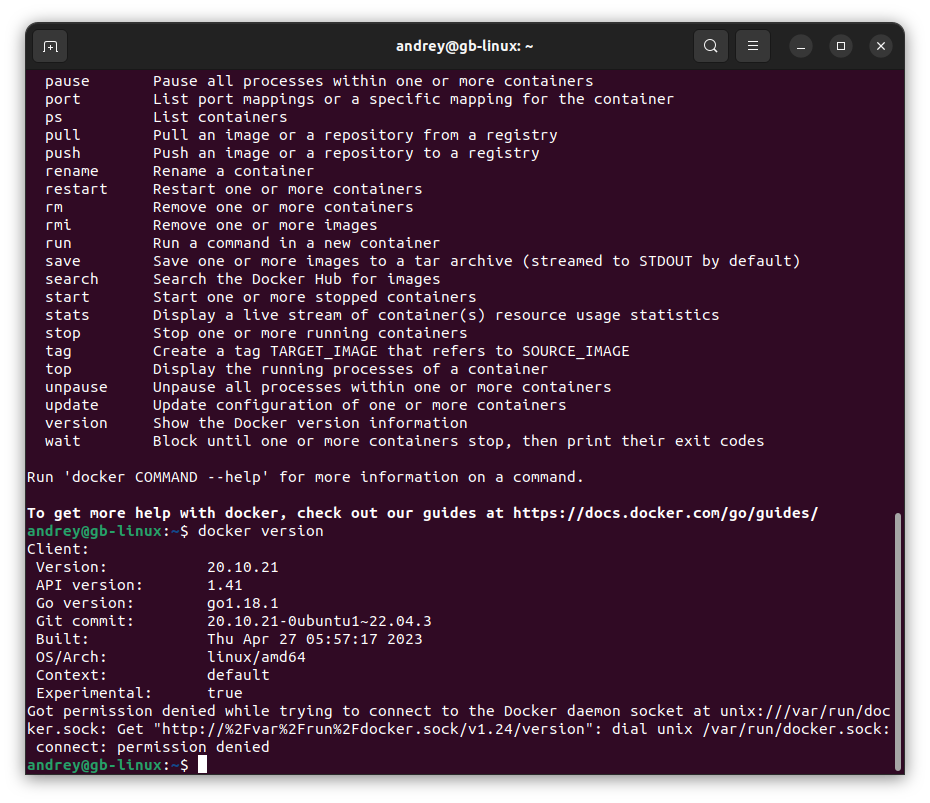 andrey@gb-linux: ~
pause       Pause all processes within one or more containers
port        List port mappings or a specific mapping for the container
ps          List containers
pull        Pull an image or a repository from a registry
push        Push an image or a repository to a registry
rename      Rename a container
restart     Restart one or more containers
rm          Remove one or more containers
rmi         Remove one or more images
run         Run a command in a new container
save        Save one or more images to a tar archive (streamed to STDOUT by default)
search      Search the Docker Hub for images
start       Start one or more stopped containers
stats       Display a live stream of container(s) resource usage statistics
stop        Stop one or more running containers
tag         Create a tag TARGET_IMAGE that refers to SOURCE_IMAGE
top         Display the running processes of a container
unpause     Unpause all processes within one or more containers
update      Update configuration of one or more containers
version     Show the Docker version information
wait        Block until one or more containers stop, then print their exit codes
Run 'docker COMMAND --help' for more information on a command.
To get more help with docker, check out our guides at https://docs.docker.com/go/guides/
andrey@gb-linux:~$ docker version
Client:
 Version:           20.10.21
 API version:       1.41
 Go version:        go1.18.1
 Git commit:        20.10.21-0ubuntu1~22.04.3
 Built:             Thu Apr 27 05:57:17 2023
 OS/Arch:           linux/amd64
 Context:           default
 Experimental:      true
Got permission denied while trying to connect to the Docker daemon socket at unix:///var/run/doc
ker.sock: Get "http://%2Fvar%2Frun%2Fdocker.sock/v1.24/version": dial unix /var/run/docker.sock:
 connect: permission denied
andrey@gb-linux:~$